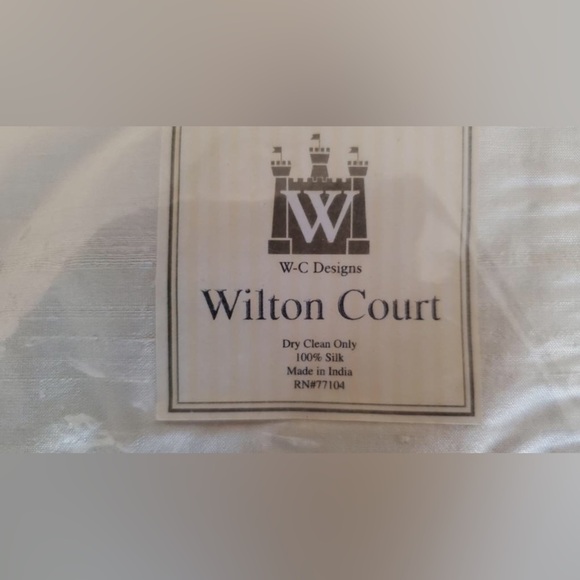 W
W-C Designs
Wilton Court
Dry Clean Only
100% Silk
Made in India
RN#77104